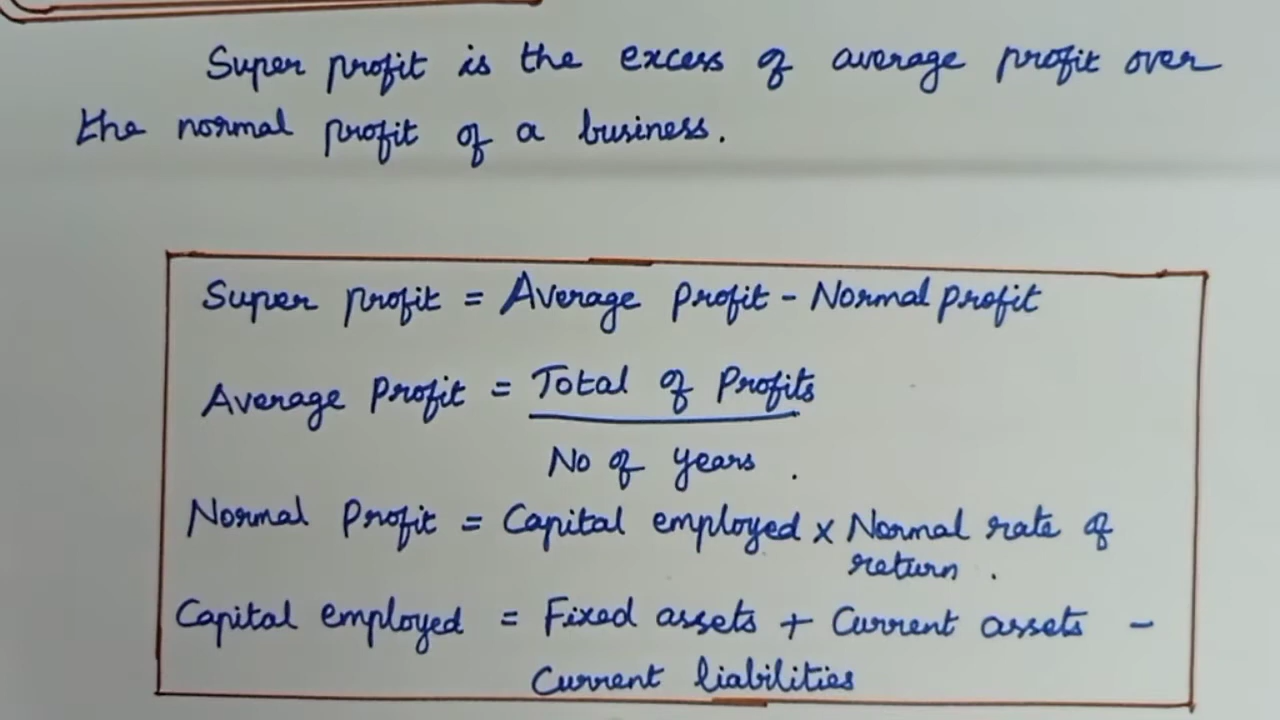 Super profit is the excess of average profit over
the normal profit of a business.
Super profit = Average profit - Normal profit
Average Profit = Total of Profits
No of years .
Normal Profit = Capital employed x Normal rate of
return .
Capital employed = Fixed assets + Current assets -
Current liabilities